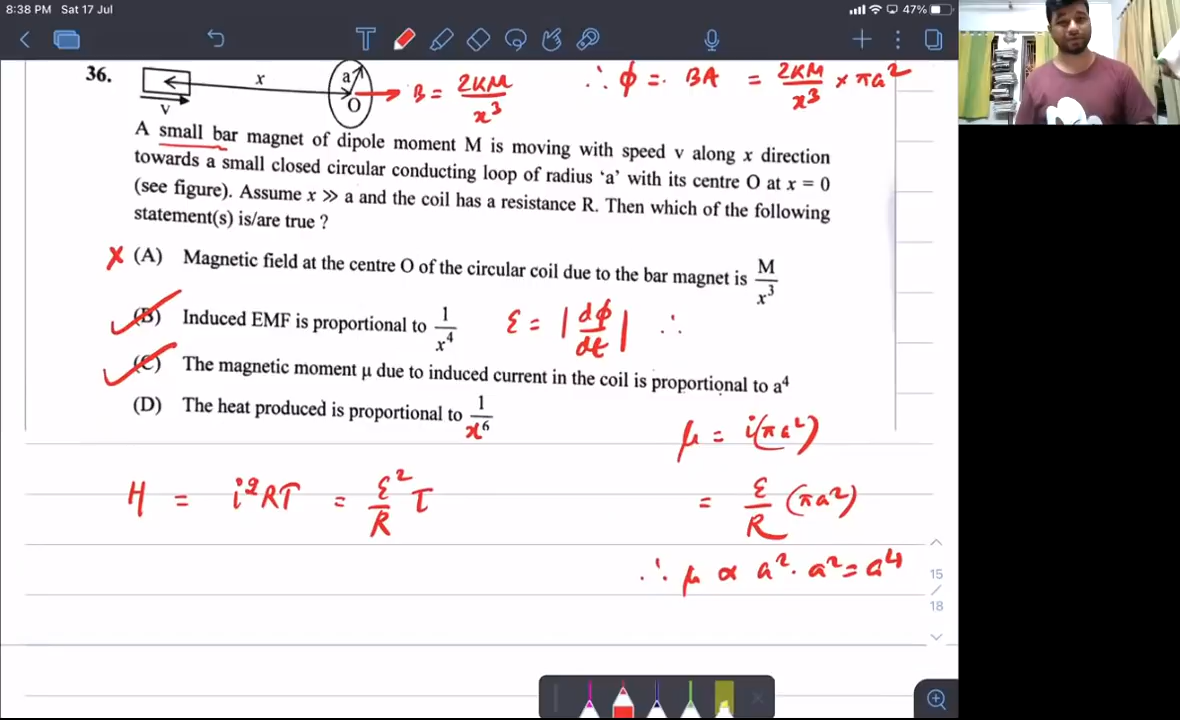 8:38 PM Sat 17 Jul
47%
36.
x
a
O
v
B = 2KM/x³
∴ φ = BA = 2KM/x³ × πa²
A small bar magnet of dipole moment M is moving with speed v along x direction
towards a small closed circular conducting loop of radius ‘a’ with its centre O at x = 0
(see figure). Assume x ≫ a and the coil has a resistance R. Then which of the following
statement(s) is/are true ?
✗ (A) Magnetic field at the centre O of the circular coil due to the bar magnet is M/x³
(B) Induced EMF is proportional to 1/x⁴
ε = |dφ/dt| ∴
(C) The magnetic moment μ due to induced current in the coil is proportional to a⁴
(D) The heat produced is proportional to 1/x⁶
μ = i(πa²)
H = i²RT = ε²/R T
= ε/R (πa²)
∴ μ ∝ a². a² = a⁴
15
/
18